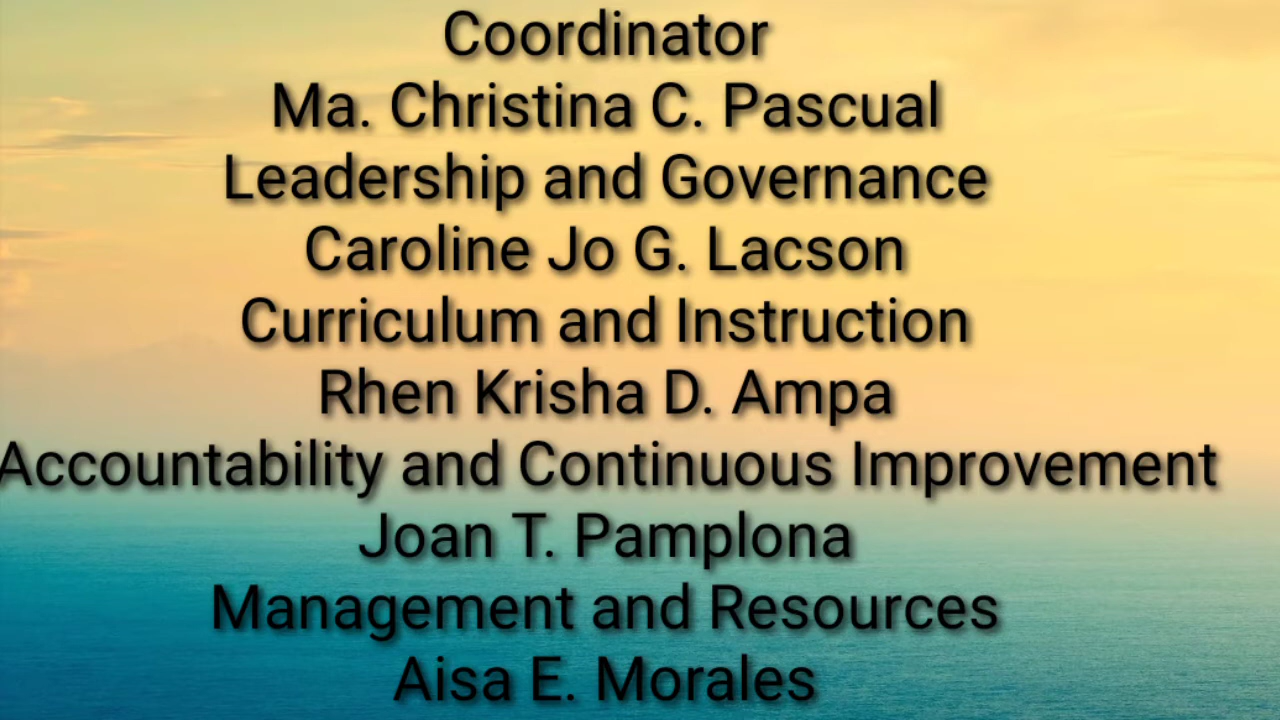 Coordinator
Ma. Christina C. Pascual
Leadership and Governance
Caroline Jo G. Lacson
Curriculum and Instruction
Rhen Krisha D. Ampa
Accountability and Continuous Improvement
Joan T. Pamplona
Management and Resources
Aisa E. Morales